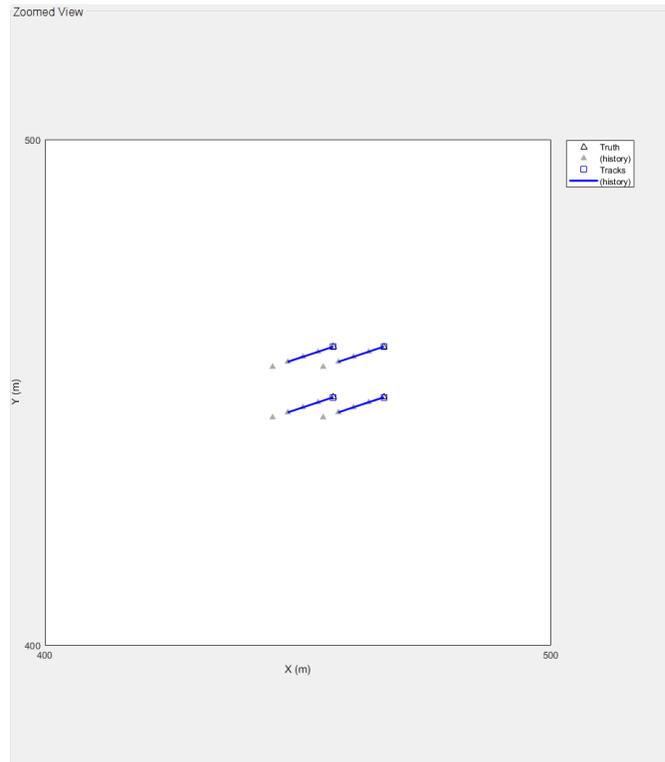 Zoomed View
500
Truth
(history)
Tracks
(history)
Y (m)
400
400
500
X (m)